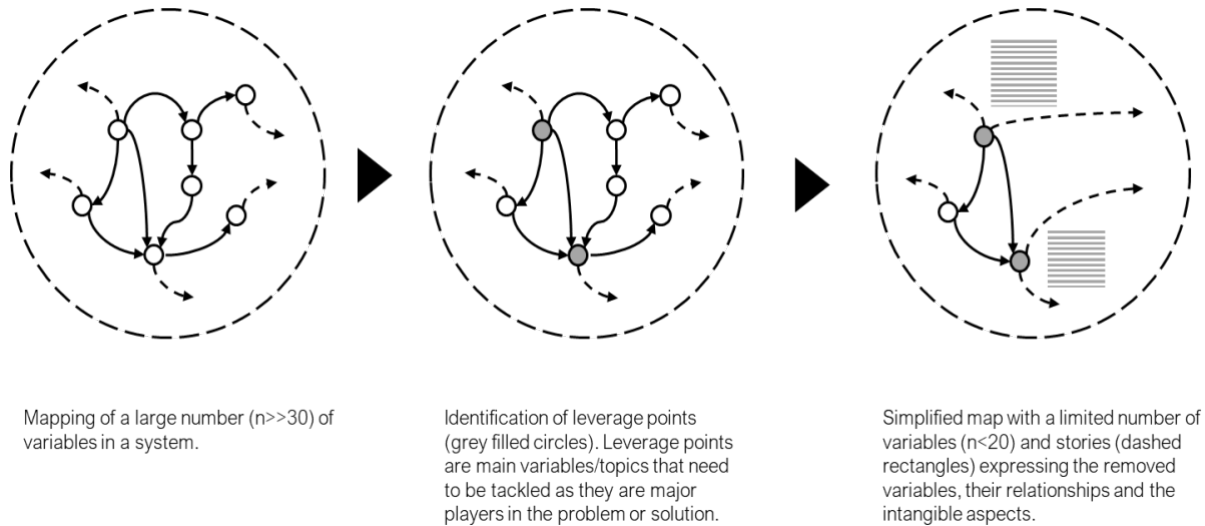 Mapping of a large number (n>>30) of
variables in a system.
Identification of leverage points
(grey filled circles). Leverage points
are main variables/topics that need
to be tackled as they are major
players in the problem or solution.
Simplified map with a limited number of
variables (n<20) and stories (dashed
rectangles) expressing the removed
variables, their relationships and the
intangible aspects.